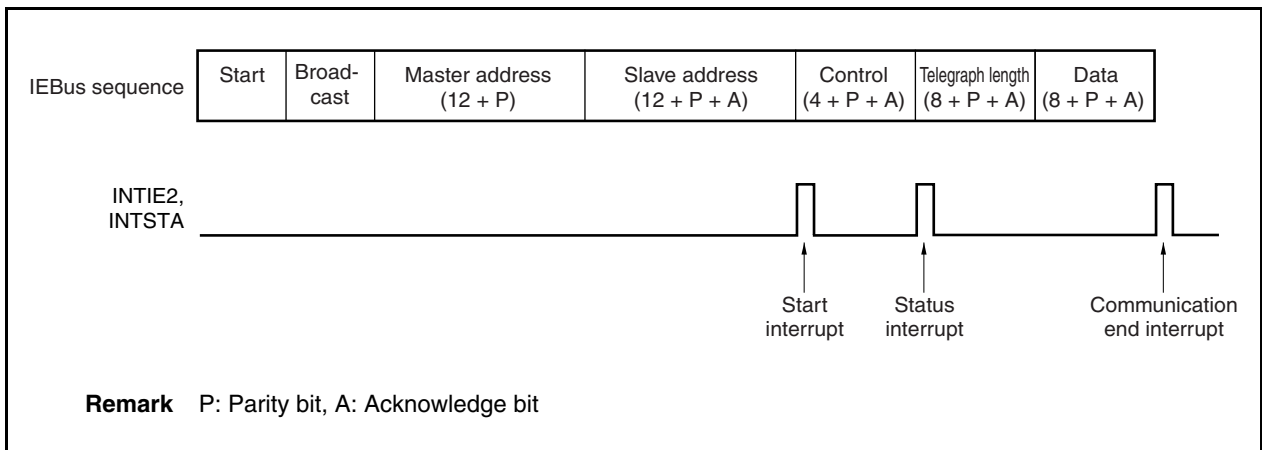 IEBus sequence
Start
Broad-
cast
Master address
(12 + P)
Slave address
(12 + P + A)
Control
(4 + P + A)
Telegraph length
(8 + P + A)
Data
(8 + P + A)
INTIE2,
INTSTA
Start
interrupt
Status
interrupt
Communication
end interrupt
Remark P: Parity bit, A: Acknowledge bit